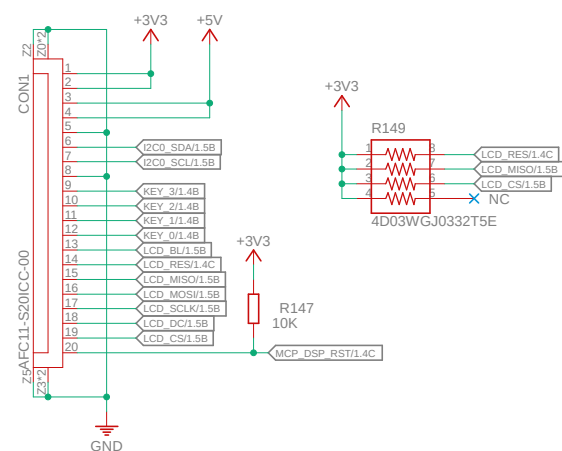 +3V3
+5V
Z2
Z0*2
CON1
AFC11-S20ICC-00
Z5
Z3*2
1
2
3
4
5
6
7
8
9
10
11
12
13
14
15
16
17
18
19
20
I2C0_SDA/1.5B
I2C0_SCL/1.5B
KEY_3/1.4B
KEY_2/1.4B
KEY_1/1.4B
KEY_0/1.4B
LCD_BL/1.5B
LCD_RES/1.4C
LCD_MISO/1.5B
LCD_MOSI/1.5B
LCD_SCLK/1.5B
LCD_DC/1.5B
LCD_CS/1.5B
GND
+3V3
R147
10K
MCP_DSP_RST/1.4C
+3V3
R149
1
2
3
4
8
7
6
5
LCD_RES/1.4C
LCD_MISO/1.5B
LCD_CS/1.5B
NC
4D03WGJ0332T5E